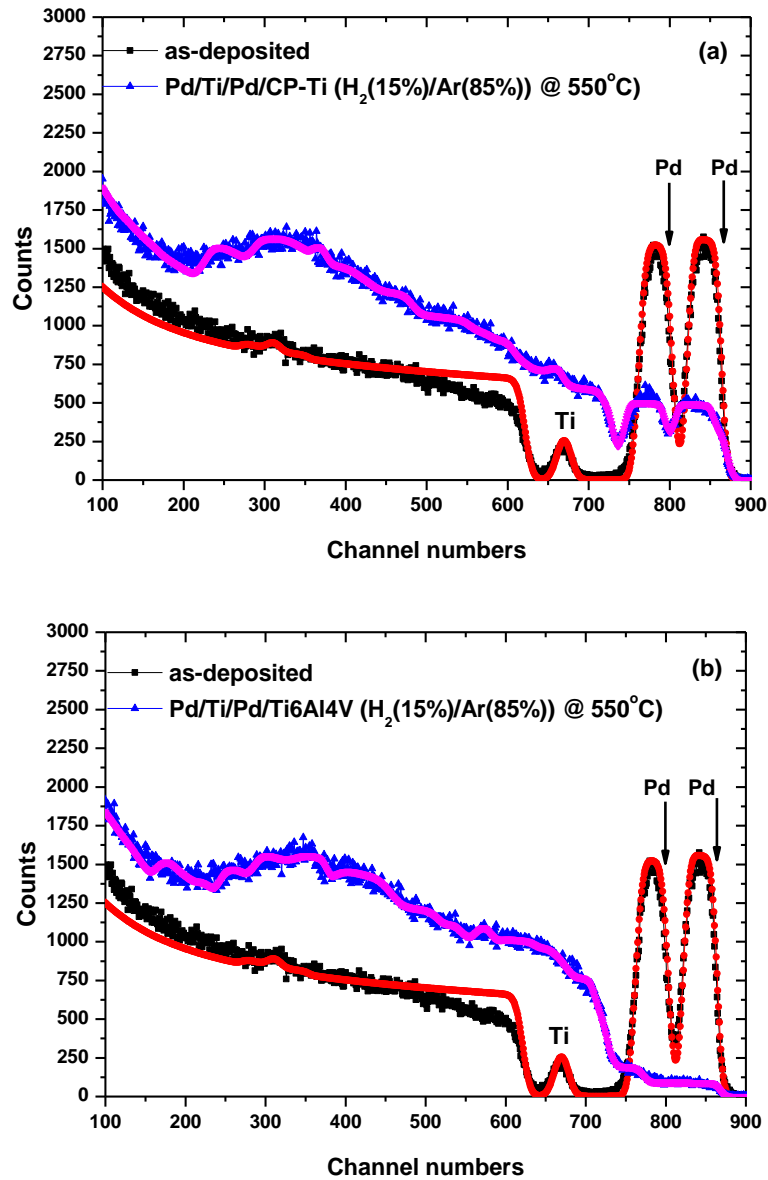 3000
2750
2500
2250
2000
1750
1500
1250
1000
750
500
250
0
Counts
as-deposited
Pd/Ti/Pd/CP-Ti (H2(15%)/Ar(85%)) @ 550°C)
(a)
Pd Pd
Ti
100 200 300 400 500 600 700 800 900
Channel numbers
3000
2750
2500
2250
2000
1750
1500
1250
1000
750
500
250
0
Counts
as-deposited
Pd/Ti/Pd/Ti6Al4V (H2(15%)/Ar(85%)) @ 550°C)
(b)
Pd Pd
Ti
100 200 300 400 500 600 700 800 900
Channel numbers